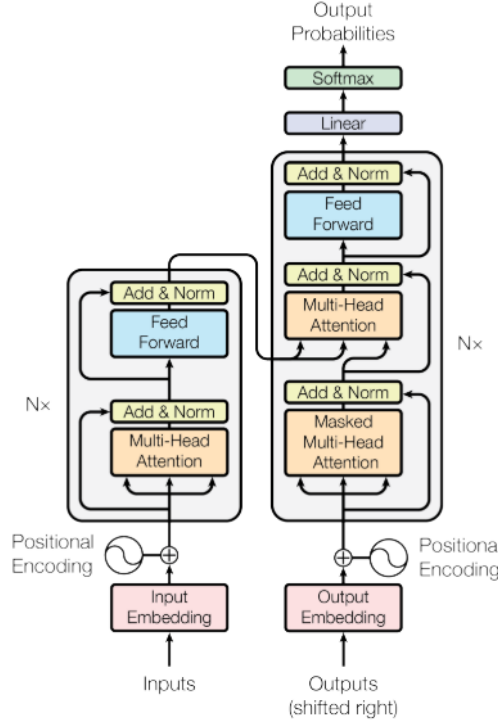 Output
Probabilities
Softmax
Linear
Add & Norm
Feed
Forward
Add & Norm
Multi-Head
Attention
Add & Norm
Masked
Multi-Head
Attention
Nx
Add & Norm
Feed
Forward
Add & Norm
Multi-Head
Attention
N×
Positional
Encoding
Positiona
Encoding
Input
Embedding
Output
Embedding
Inputs
Outputs
(shifted right)